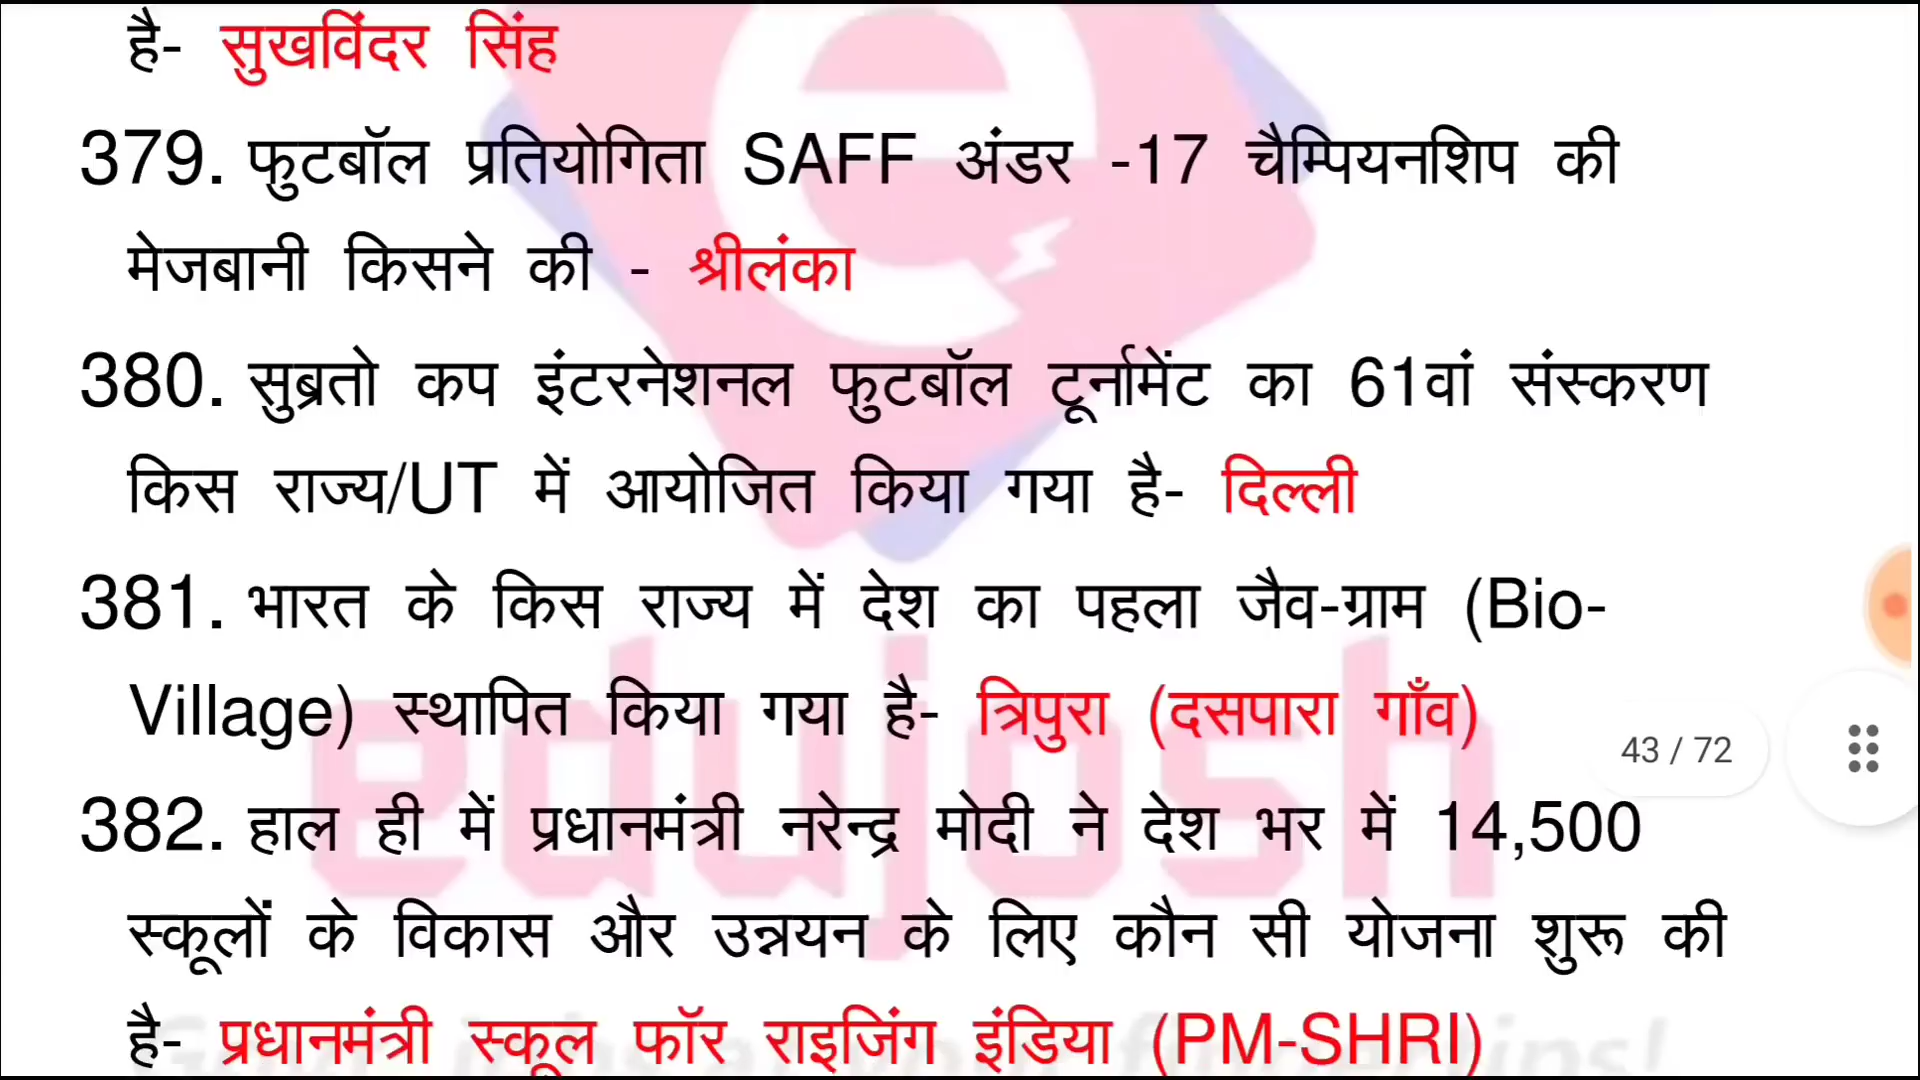 है- सुखविंदर सिंह
379. फुटबॉल प्रतियोगिता SAFF अंडर -17 चैम्पियनशिप की
मेजबानी किसने की - श्रीलंका
380. सुब्रतो कप इंटरनेशनल फुटबॉल टूर्नामेंट का 61वां संस्करण
किस राज्य/UT में आयोजित किया गया है- दिल्ली
381. भारत के किस राज्य में देश का पहला जैव-ग्राम (Bio-
Village) स्थापित किया गया है- त्रिपुरा (दसपारा गाँव)
43 / 72
382. हाल ही में प्रधानमंत्री नरेन्द्र मोदी ने देश भर में 14,500
स्कूलों के विकास और उन्नयन के लिए कौन सी योजना शुरू की
है- प्रधानमंत्री स्कूल फॉर राइजिंग इंडिया (PM-SHRI)
edujosh